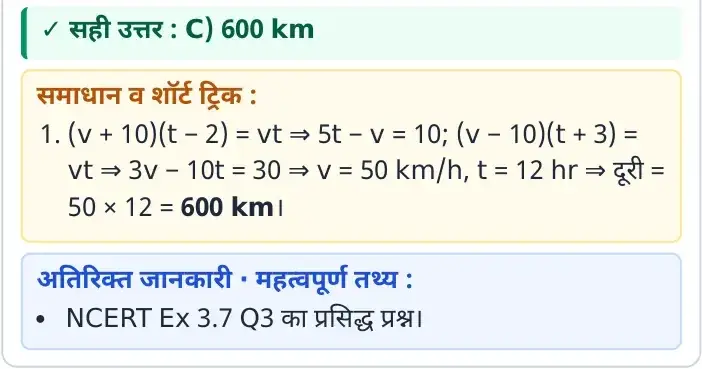 ✓ सही उत्तर : C) 600 km
समाधान व शॉर्ट ट्रिक :
1. (v + 10)(t − 2) = vt ⇒ 5t − v = 10; (v − 10)(t + 3) =
vt ⇒ 3v − 10t = 30 ⇒ v = 50 km/h, t = 12 hr ⇒ दूरी =
50 × 12 = 600 km।
अतिरिक्त जानकारी · महत्वपूर्ण तथ्य :
• NCERT Ex 3.7 Q3 का प्रसिद्ध प्रश्न।